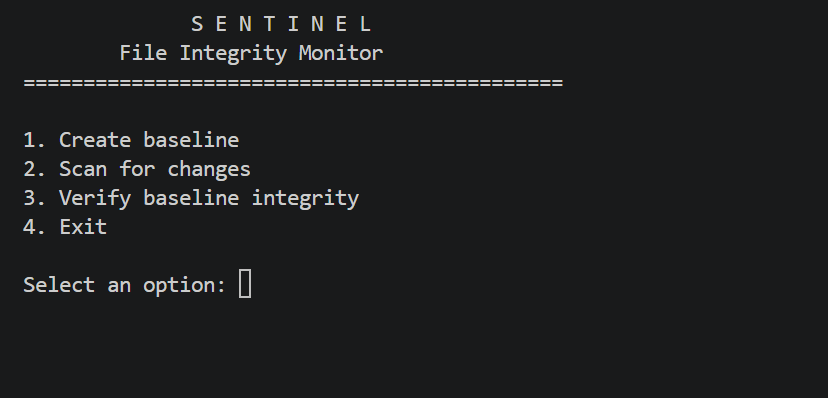 S E N T I N E L
File Integrity Monitor
=============================================
1. Create baseline
2. Scan for changes
3. Verify baseline integrity
4. Exit
Select an option: